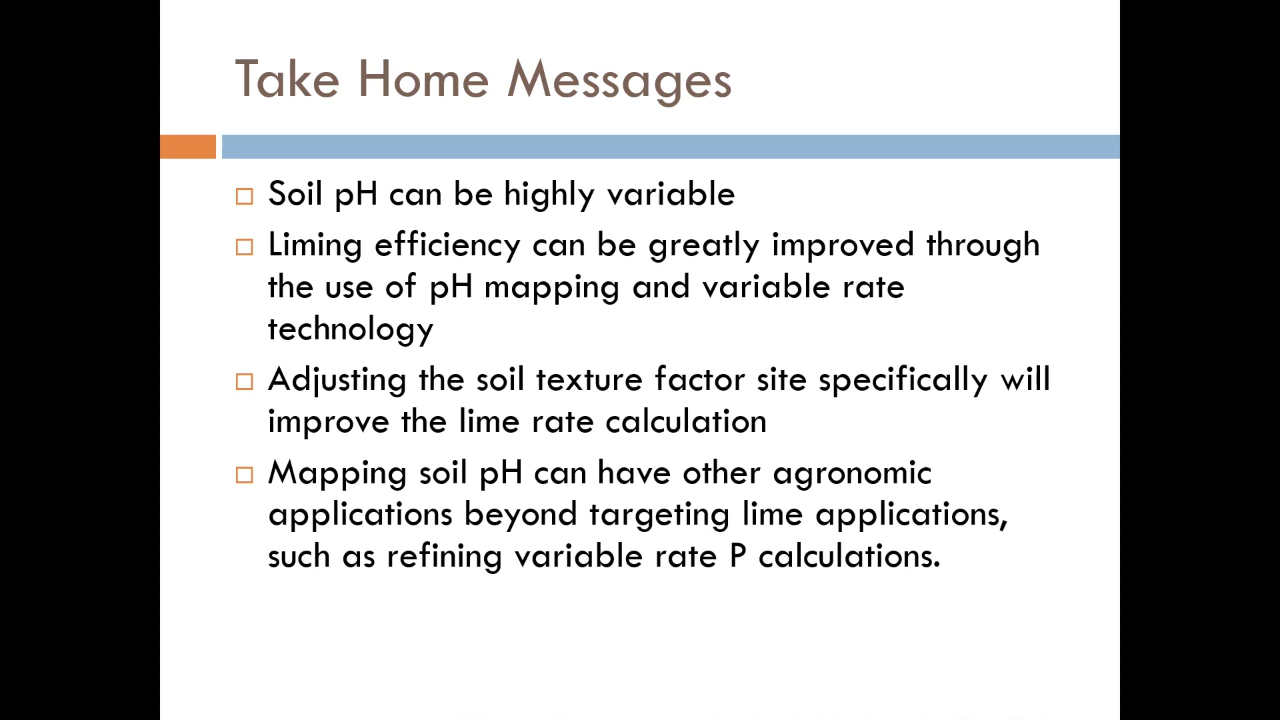 Take Home Messages
Soil pH can be highly variable
Liming efficiency can be greatly improved through
the use of pH mapping and variable rate
technology
Adjusting the soil texture factor site specifically will
improve the lime rate calculation
Mapping soil pH can have other agronomic
applications beyond targeting lime applications,
such as refining variable rate P calculations.